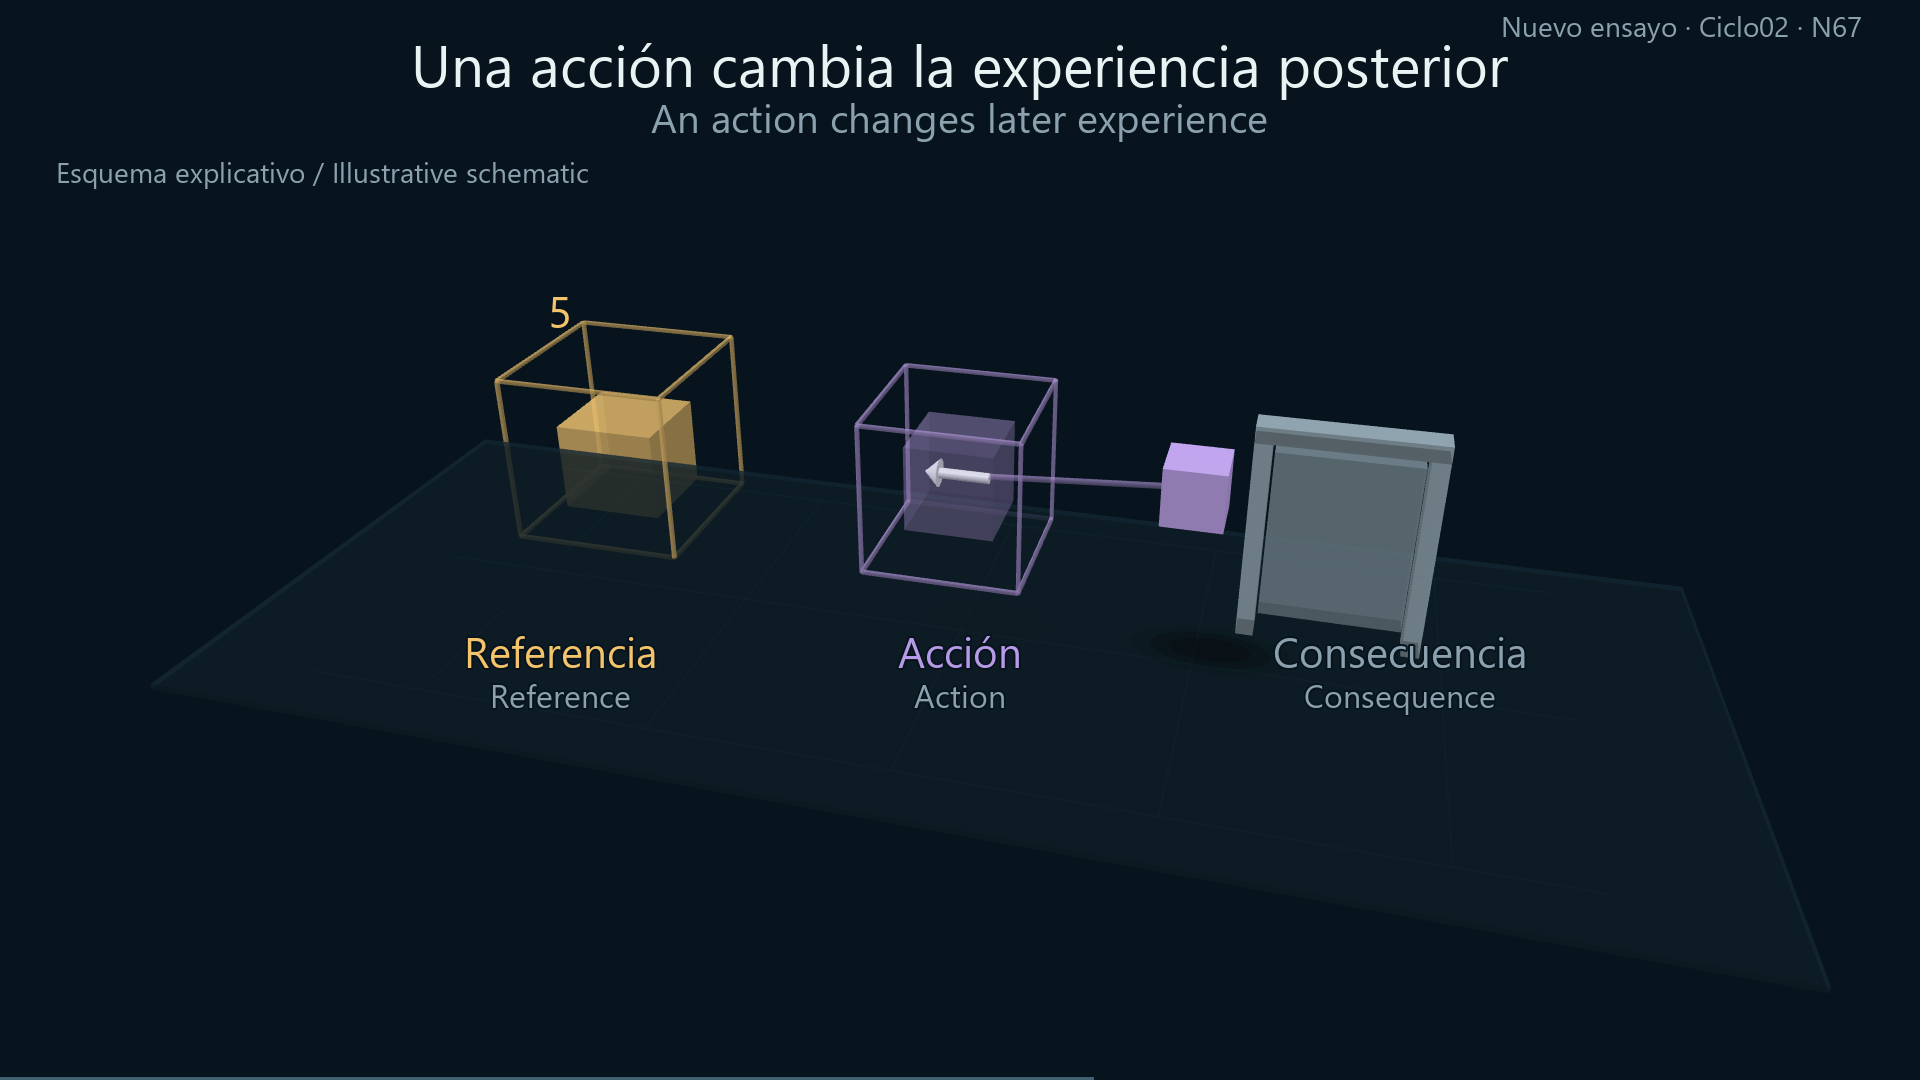 Nuevo ensayo · Ciclo02 · N67
Una acción cambia la experiencia posterior
An action changes later experience
Esquema explicativo / Illustrative schematic
5
Referencia
Reference
Acción
Action
Consecuencia
Consequence